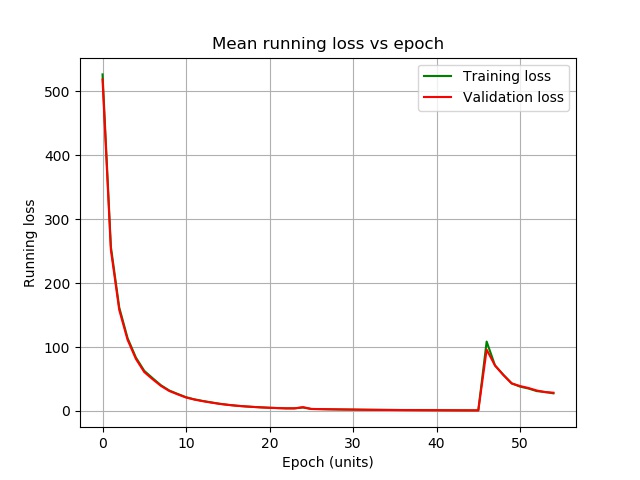 Mean running loss vs epoch
Training loss
Validation loss
Running loss
500
400
300
200
100
0
0 10 20 30 40 50
Epoch (units)